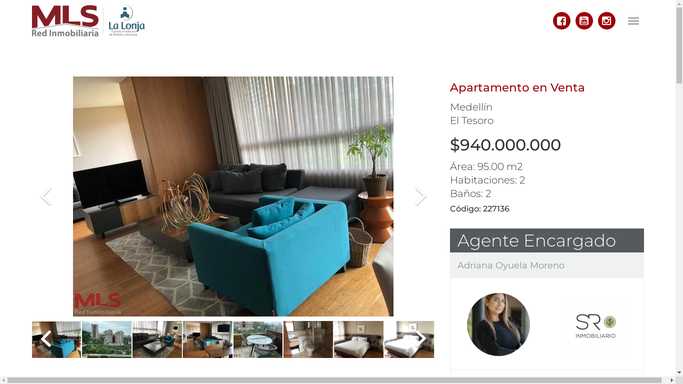 MLS
Red Inmobiliaria
La Lonja
Apartamento en Venta
Medellín
El Tesoro
$940.000.000
Área: 95.00 m2
Habitaciones: 2
Baños: 2
Código: 227136
Agente Encargado
Adriana Oyuela Moreno
MLS
Red Inmobiliaria
SR
INMOBILIARIO